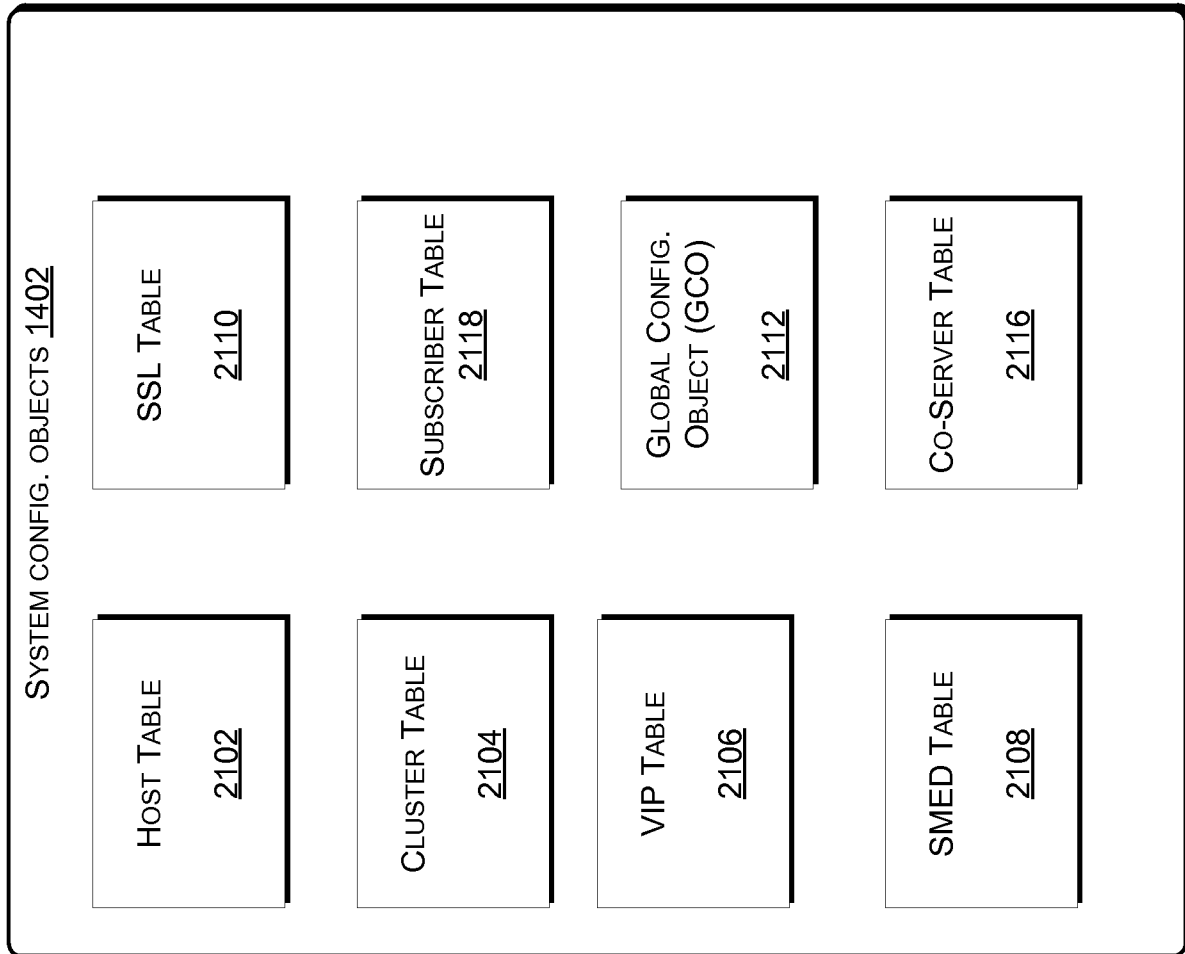 SYSTEM CONFIG. OBJECTS 1402
HOST TABLE
2102
SSL TABLE
2110
CLUSTER TABLE
2104
SUBSCRIBER TABLE
2118
VIP TABLE
2106
GLOBAL CONFIG.
OBJECT (GCO)
2112
SMED TABLE
2108
CO-SERVER TABLE
2116